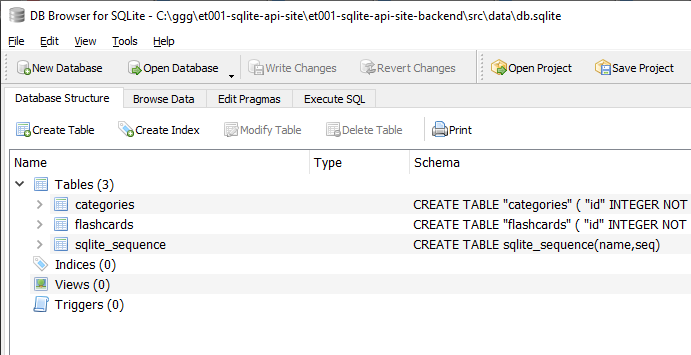 DB Browser for SQLite - C:\ggg\et001-sqlite-api-site\et001-sqlite-api-site-backend\src\data\db.sqlite
File Edit View Tools Help
New Database Open Database Write Changes Revert Changes Open Project Save Project
Database Structure Browse Data Edit Pragmas Execute SQL
Create Table Create Index Modify Table Delete Table Print
Name Type Schema
Tables (3)
categories CREATE TABLE "categories" ( "id" INTEGER NOT
flashcards CREATE TABLE "flashcards" ( "id" INTEGER NOT
sqlite_sequence CREATE TABLE sqlite_sequence(name,seq)
Indices (0)
Views (0)
Triggers (0)